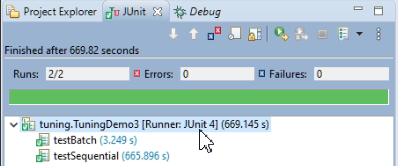 Project Explorer JUnit Debug
Finished after 669.82 seconds
Runs: 2/2 Errors: 0 Failures: 0
tuning.TuningDemo3 [Runner: JUnit 4] (669.145 s)
testBatch (3.249 s)
testSequential (665.896 s)